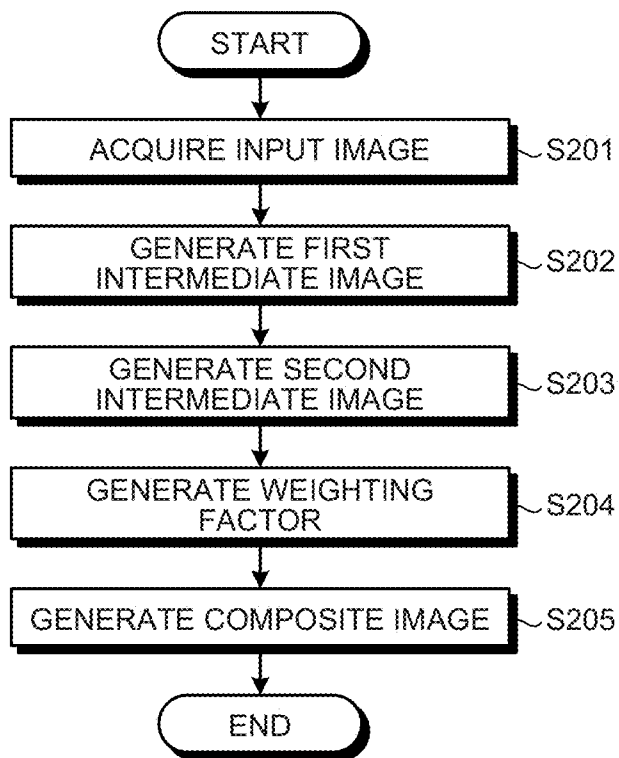 START
ACQUIRE INPUT IMAGE
S201
GENERATE FIRST
INTERMEDIATE IMAGE
S202
GENERATE SECOND
INTERMEDIATE IMAGE
S203
GENERATE WEIGHTING
FACTOR
S204
GENERATE COMPOSITE IMAGE
S205
END